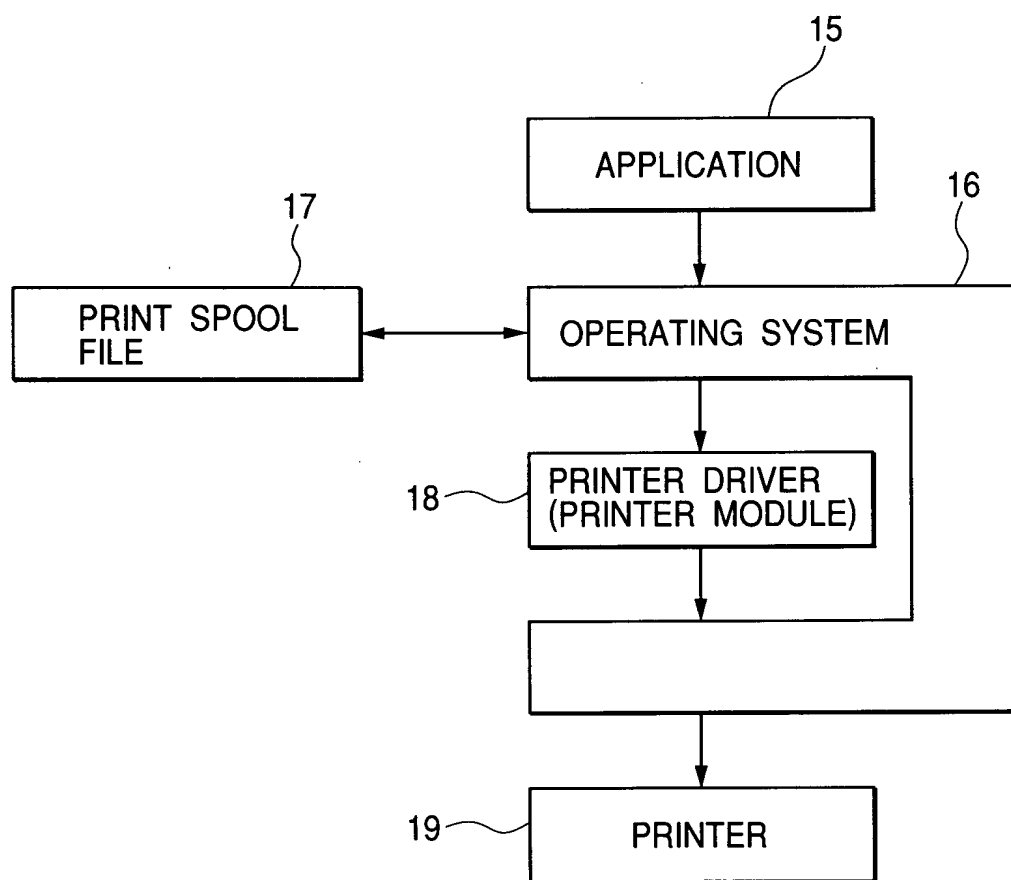 15
APPLICATION
16
17
PRINT SPOOL
FILE
OPERATING SYSTEM
18
PRINTER DRIVER
(PRINTER MODULE)
19
PRINTER